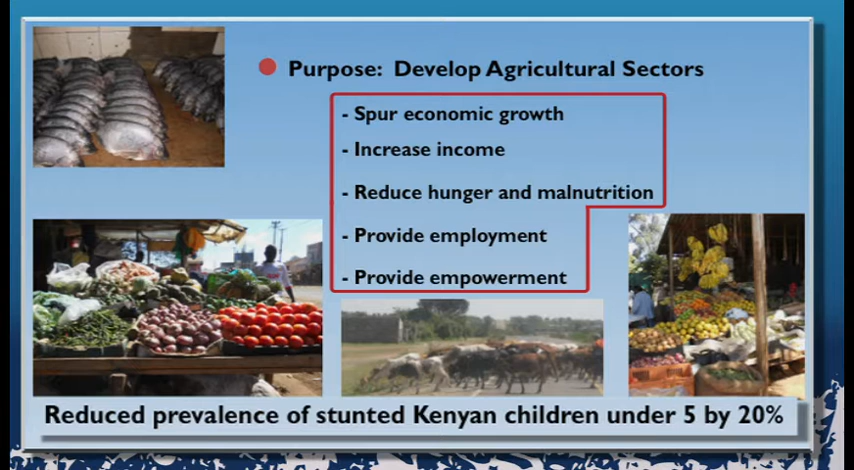 Purpose: Develop Agricultural Sectors
- Spur economic growth
- Increase income
- Reduce hunger and malnutrition
- Provide employment
- Provide empowerment
Reduced prevalence of stunted Kenyan children under 5 by 20%